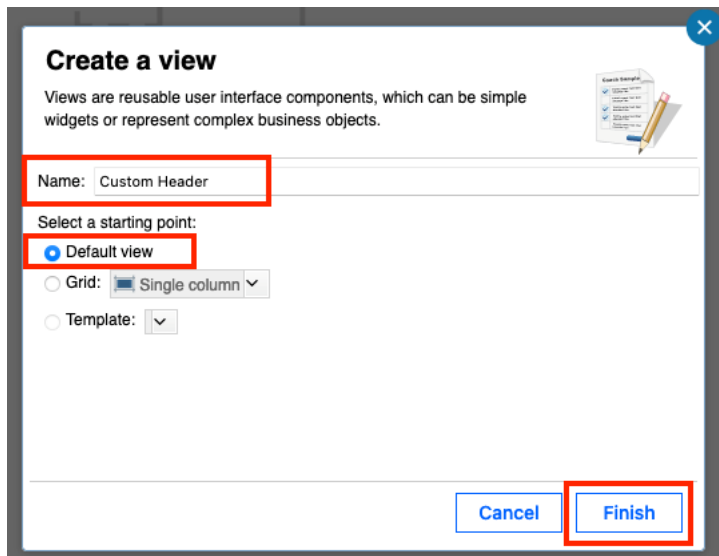 Create a view
Views are reusable user interface components, which can be simple
widgets or represent complex business objects.
Name: Custom Header
Select a starting point:
Default view
Grid: Single column
Template:
Cancel Finish